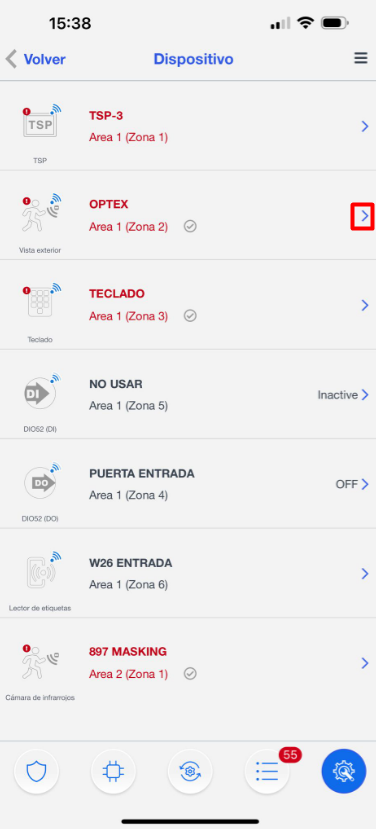 15:38
Volver
Dispositivo
TSP
TSP-3
Area 1 (Zona 1)
TSP
OPTEX
Area 1 (Zona 2)
Vista exterior
TECLADO
Area 1 (Zona 3)
Teclado
DI
NO USAR
Area 1 (Zona 5)
Inactive
DIO52 (DI)
DO
PUERTA ENTRADA
Area 1 (Zona 4)
OFF
DIO52 (DO)
W26 ENTRADA
Area 1 (Zona 6)
Lector de etiquetas
897 MASKING
Area 2 (Zona 1)
Cámara de infrarrojos
55